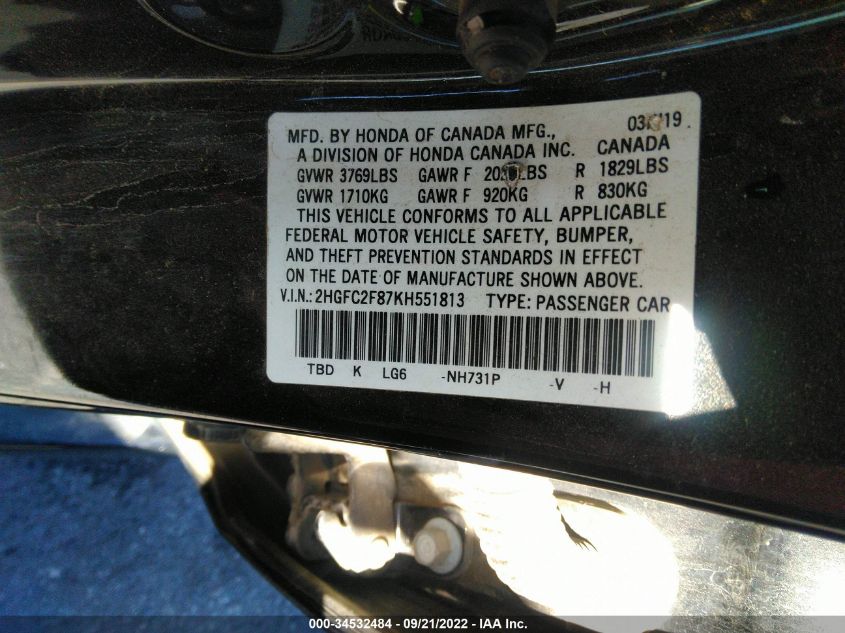 MFD. BY HONDA OF CANADA MFG.,
A DIVISION OF HONDA CANADA INC. CANADA
GVWR 3769LBS GAWR F R 1829LBS
GVWR 1710KG GAWR F 920KG R 830KG
THIS VEHICLE CONFORMS TO ALL APPLICABLE
FEDERAL MOTOR VEHICLE SAFETY, BUMPER,
AND THEFT PREVENTION STANDARDS IN EFFECT
ON THE DATE OF MANUFACTURE SHOWN ABOVE.
V.I.N.: 2HGFC2F87KH551813 TYPE: PASSENGER CAR
TBD K LG6 -NH731P -V -H
000-34532484 - 09/21/2022 - IAA Inc.